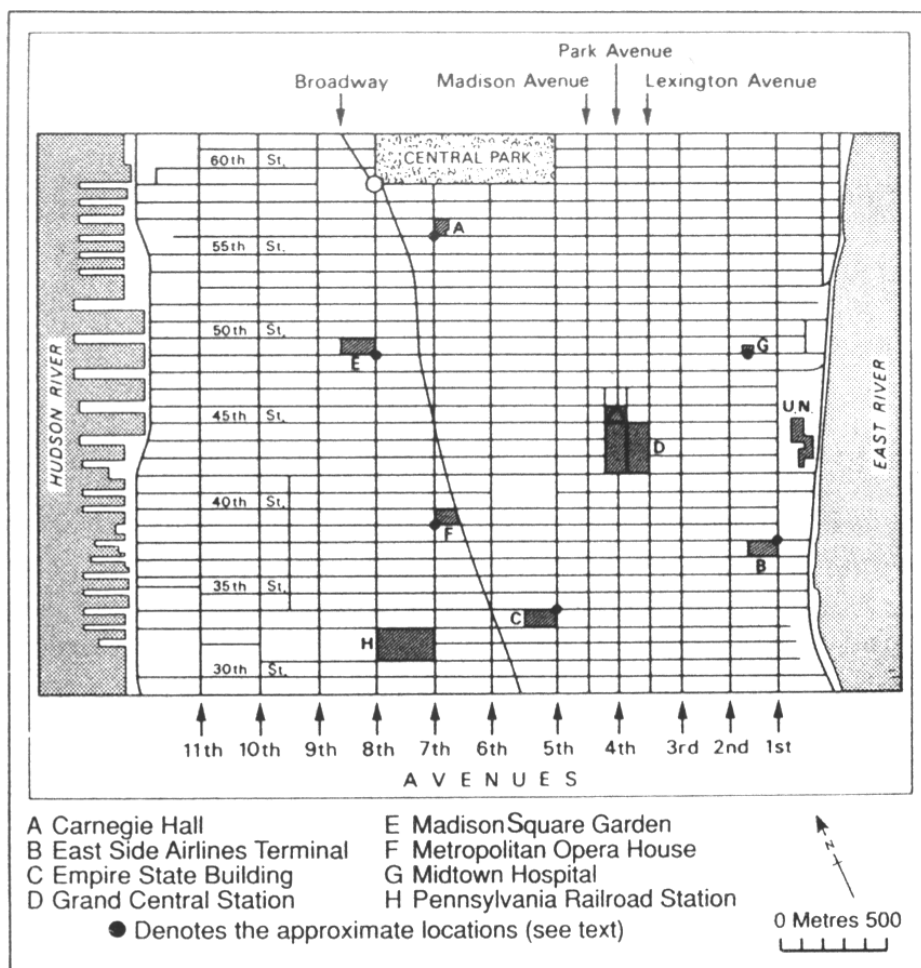 Park Avenue
Broadway Madison Avenue Lexington Avenue
60th St.
CENTRAL PARK
A
55th St.
50th St.
E
G
HUDSON RIVER
45th St.
U.N.
D
EAST RIVER
40th St.
F
B
35th St.
C
H
30th St.
11th 10th 9th 8th 7th 6th 5th 4th 3rd 2nd 1st
AVENUES
A Carnegie Hall
B East Side Airlines Terminal
C Empire State Building
D Grand Central Station
E Madison Square Garden
F Metropolitan Opera House
G Midtown Hospital
H Pennsylvania Railroad Station
Denotes the approximate locations (see text)
N
0 Metres 500